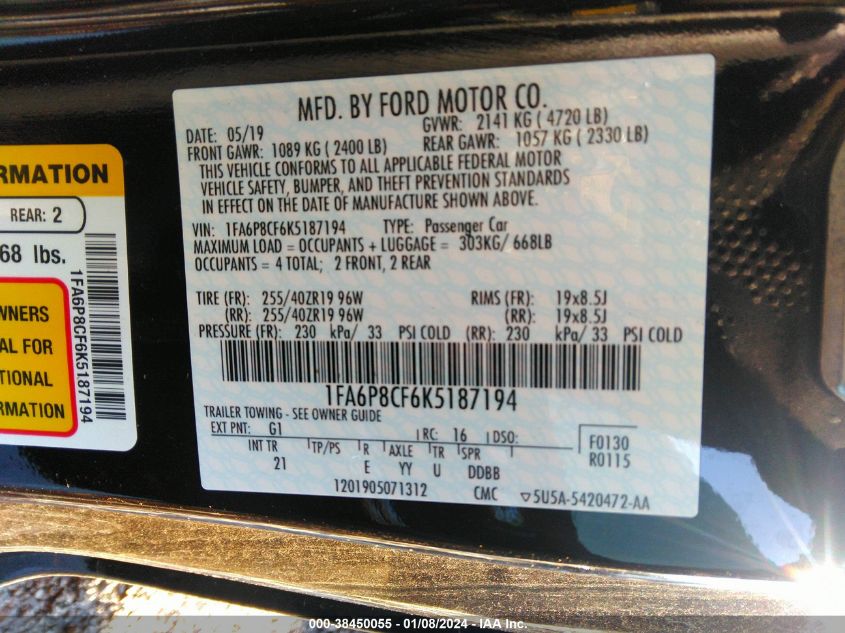 RMATION
REAR: 2
68 lbs.
1FA6P8CF6K5187194
WNERS
AL FOR
TIONAL
ORMATION
MFD. BY FORD MOTOR CO.
DATE: 05/19 GVWR: 2141 KG ( 4720 LB)
FRONT GAWR: 1089 KG ( 2400 LB) REAR GAWR: 1057 KG ( 2330 LB)
THIS VEHICLE CONFORMS TO ALL APPLICABLE FEDERAL MOTOR
VEHICLE SAFETY, BUMPER, AND THEFT PREVENTION STANDARDS
IN EFFECT ON THE DATE OF MANUFACTURE SHOWN ABOVE.
VIN: 1FA6P8CF6K5187194 TYPE: Passenger Car
MAXIMUM LOAD = OCCUPANTS + LUGGAGE = 303KG/ 668LB
OCCUPANTS = 4 TOTAL; 2 FRONT, 2 REAR
TIRE (FR): 255/40ZR19 96W RIMS (FR): 19x8.5J
(RR): 255/40ZR19 96W (RR): 19x8.5J
PRESSURE (FR): 230 kPa/ 33 PSI COLD (RR): 230 kPa/ 33 PSI COLD
1FA6P8CF6K5187194
TRAILER TOWING - SEE OWNER GUIDE
EXT PNT: G1 RC: 16 DSO: F0130
INT TR TP/PS R AXLE TR SPR R0115
21 E YY U DDBB
1201905071312 CMC ▽5U5A-5420472-AA
000-38450055 - 01/08/2024 - IAA Inc.